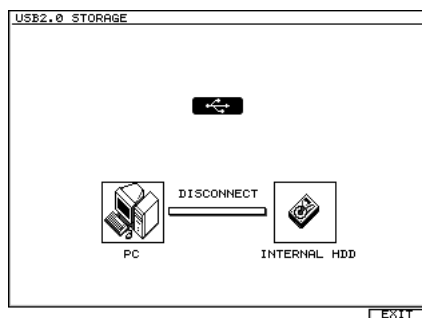 USB2.0 STORAGE
DISCONNECT
PC
INTERNAL HDD
EXIT